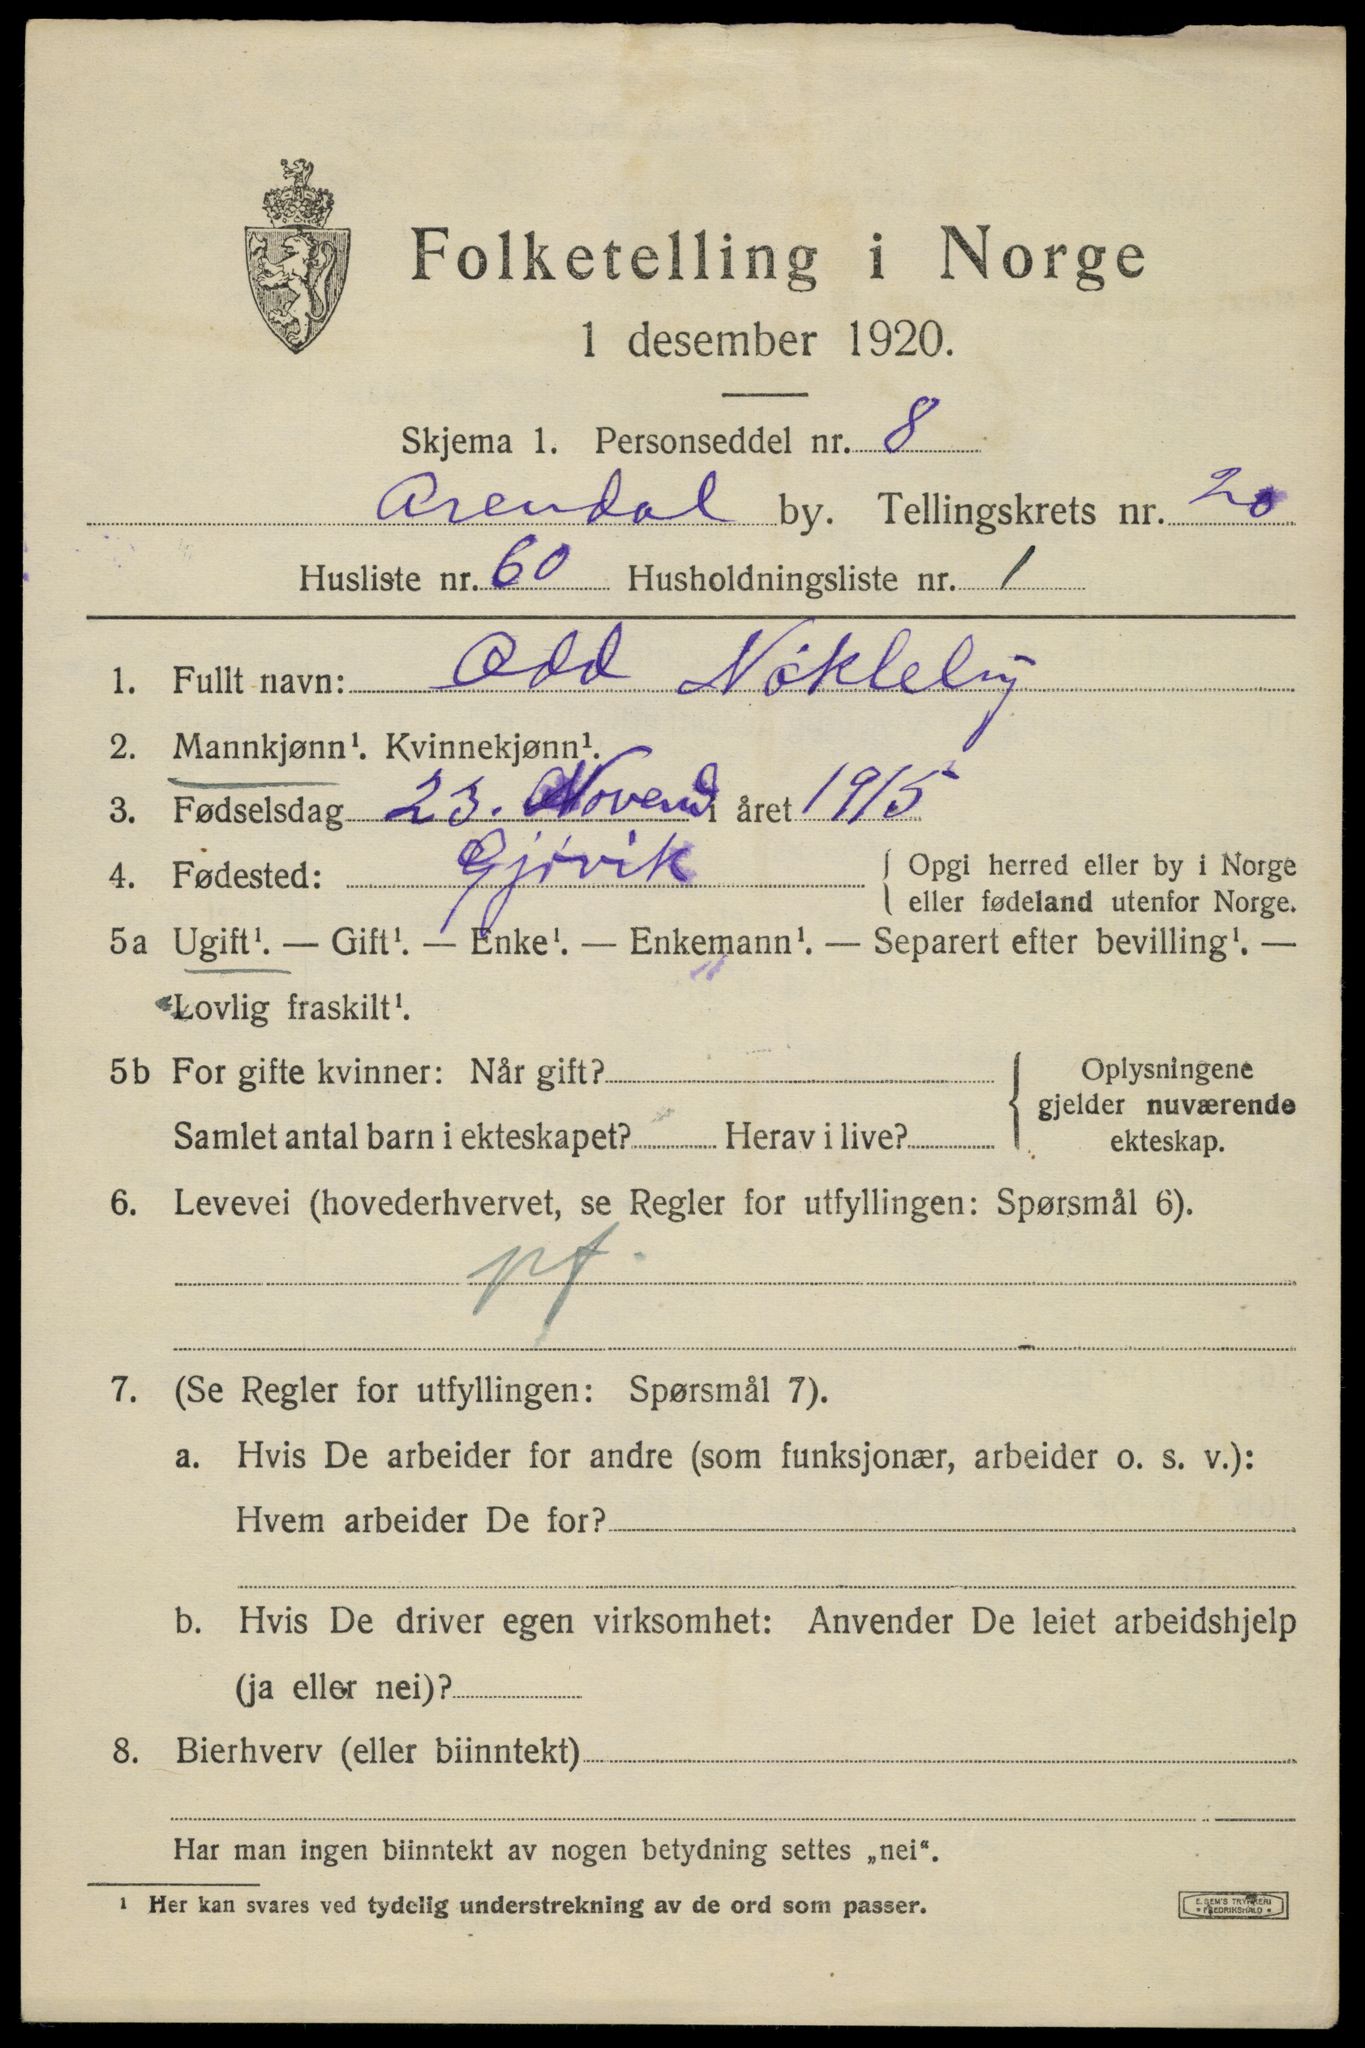 Folketelling i Norge
1 desember 1920.
Skjema 1. Personseddel nr. 8
Arendal by. Tellingskrets nr. 20
Husliste nr. 60 Husholdningsliste nr. 1
1. Fullt navn: Odd Nökleby
2. Mannkjønn¹. Kvinnekjønn¹.
3. Fødselsdag 23. Novemb i året 1915
4. Fødested: Gjøvik { Opgi herred eller by i Norge
eller fødeland utenfor Norge.
5a Ugift¹. — Gift¹. — Enke¹. — Enkemann¹. — Separert efter bevilling¹. —
Lovlig fraskilt¹.
5b For gifte kvinner: Når gift? { Oplysningene
gjelder nuværende
Samlet antal barn i ekteskapet? Herav i live? ekteskap.
6. Levevei (hovederhvervet, se Regler for utfyllingen: Spørsmål 6).
pf.
7. (Se Regler for utfyllingen: Spørsmål 7).
a. Hvis De arbeider for andre (som funksjonær, arbeider o. s. v.):
Hvem arbeider De for?
b. Hvis De driver egen virksomhet: Anvender De leiet arbeidshjelp
(ja eller nei)?
8. Bierhverv (eller biinntekt)
Har man ingen biinntekt av nogen betydning settes „nei“.
¹ Her kan svares ved tydelig understrekning av de ord som passer.
E. SEM'S TRYKKERI
* FREDRIKSHALD *